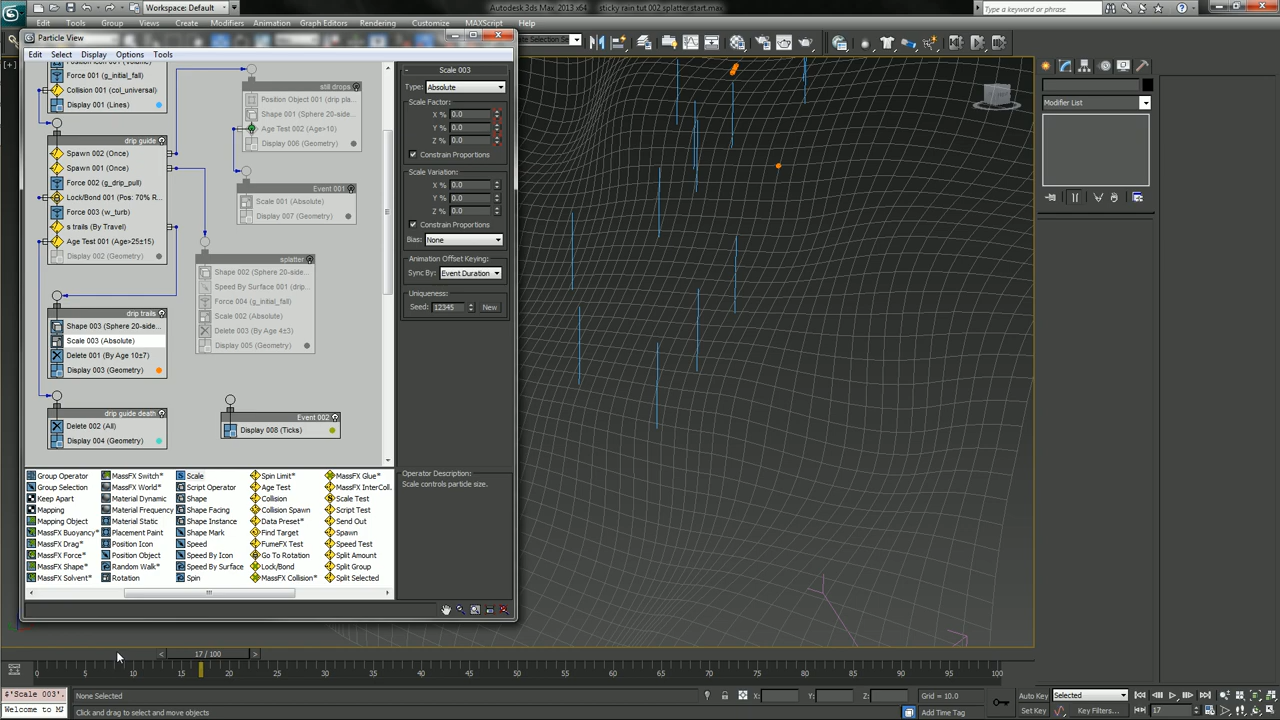 Workspace: Default
Autodesk 3ds Max 2013 x64
sticky rain tut 002 splatter start.max
Type a keyword or phrase
Edit Tools Group Views Create Modifiers Animation Graph Editors Rendering Customize MAXScript Help
Particle View
Edit Select Display Options Tools
Force 001 (g_initial_fall)
Collision 001 (col_universal)
Display 001 (Lines)
drip guide
Spawn 002 (Once)
Spawn 001 (Once)
Force 002 (g_drip_pull)
Lock/Bond 001 (Pos: 70% R...
Force 003 (w_turb)
s trails (By Travel)
Age Test 001 (Age>25±15)
Display 002 (Geometry)
drip trails
Shape 003 (Sphere 20-side...
Scale 003 (Absolute)
Delete 001 (By Age 10±7)
Display 003 (Geometry)
drip guide death
Delete 002 (All)
Display 004 (Geometry)
still drops
Position Object 001 (drip pla...
Shape 001 (Sphere 20-side...
Age Test 002 (Age>10)
Display 006 (Geometry)
Event 001
Scale 001 (Absolute)
Display 007 (Geometry)
splatter
Shape 002 (Sphere 20-side...
Speed By Surface 001 (drip...
Force 004 (g_initial_fall)
Scale 002 (Absolute)
Delete 003 (By Age 4±3)
Display 005 (Geometry)
Event 002
Display 008 (Ticks)
Scale 003
Type: Absolute
Scale Factor:
X % 0.0
Y % 0.0
Z % 0.0
Constrain Proportions
Scale Variation:
X % 0.0
Y % 0.0
Z % 0.0
Constrain Proportions
Bias: None
Animation Offset Keying:
Sync By: Event Duration
Uniqueness:
Seed: 12345 New
Operator Description:
Scale controls particle size.
Group Operator MassFX Switch* Scale Spin Limit* MassFX Glue*
Group Selection MassFX World* Script Operator Age Test MassFX InterCol...
Keep Apart Material Dynamic Shape Collision Scale Test
Mapping Material Frequency Shape Facing Collision Spawn Script Test
Mapping Object Material Static Shape Instance Data Preset* Send Out
MassFX Buoyancy* Placement Paint Shape Mark Find Target Spawn
MassFX Drag* Position Icon Speed FumeFX Test Speed Test
MassFX Force* Position Object Speed By Icon Go To Rotation Split Amount
MassFX Shape* Random Walk* Speed By Surface Lock/Bond Split Group
MassFX Solvent* Rotation Spin MassFX Collision* Split Selected
Modifier List
< 17 / 100 >
0 5 10 15 20 25 30 35 40 45 50 55 60 65 70 75 80 85 90 95 100
Welcome to M
None Selected
Click and drag to select and move objects
X: Y: Z: Grid = 10.0
Add Time Tag
Auto Key Selected
Set Key Key Filters...
17